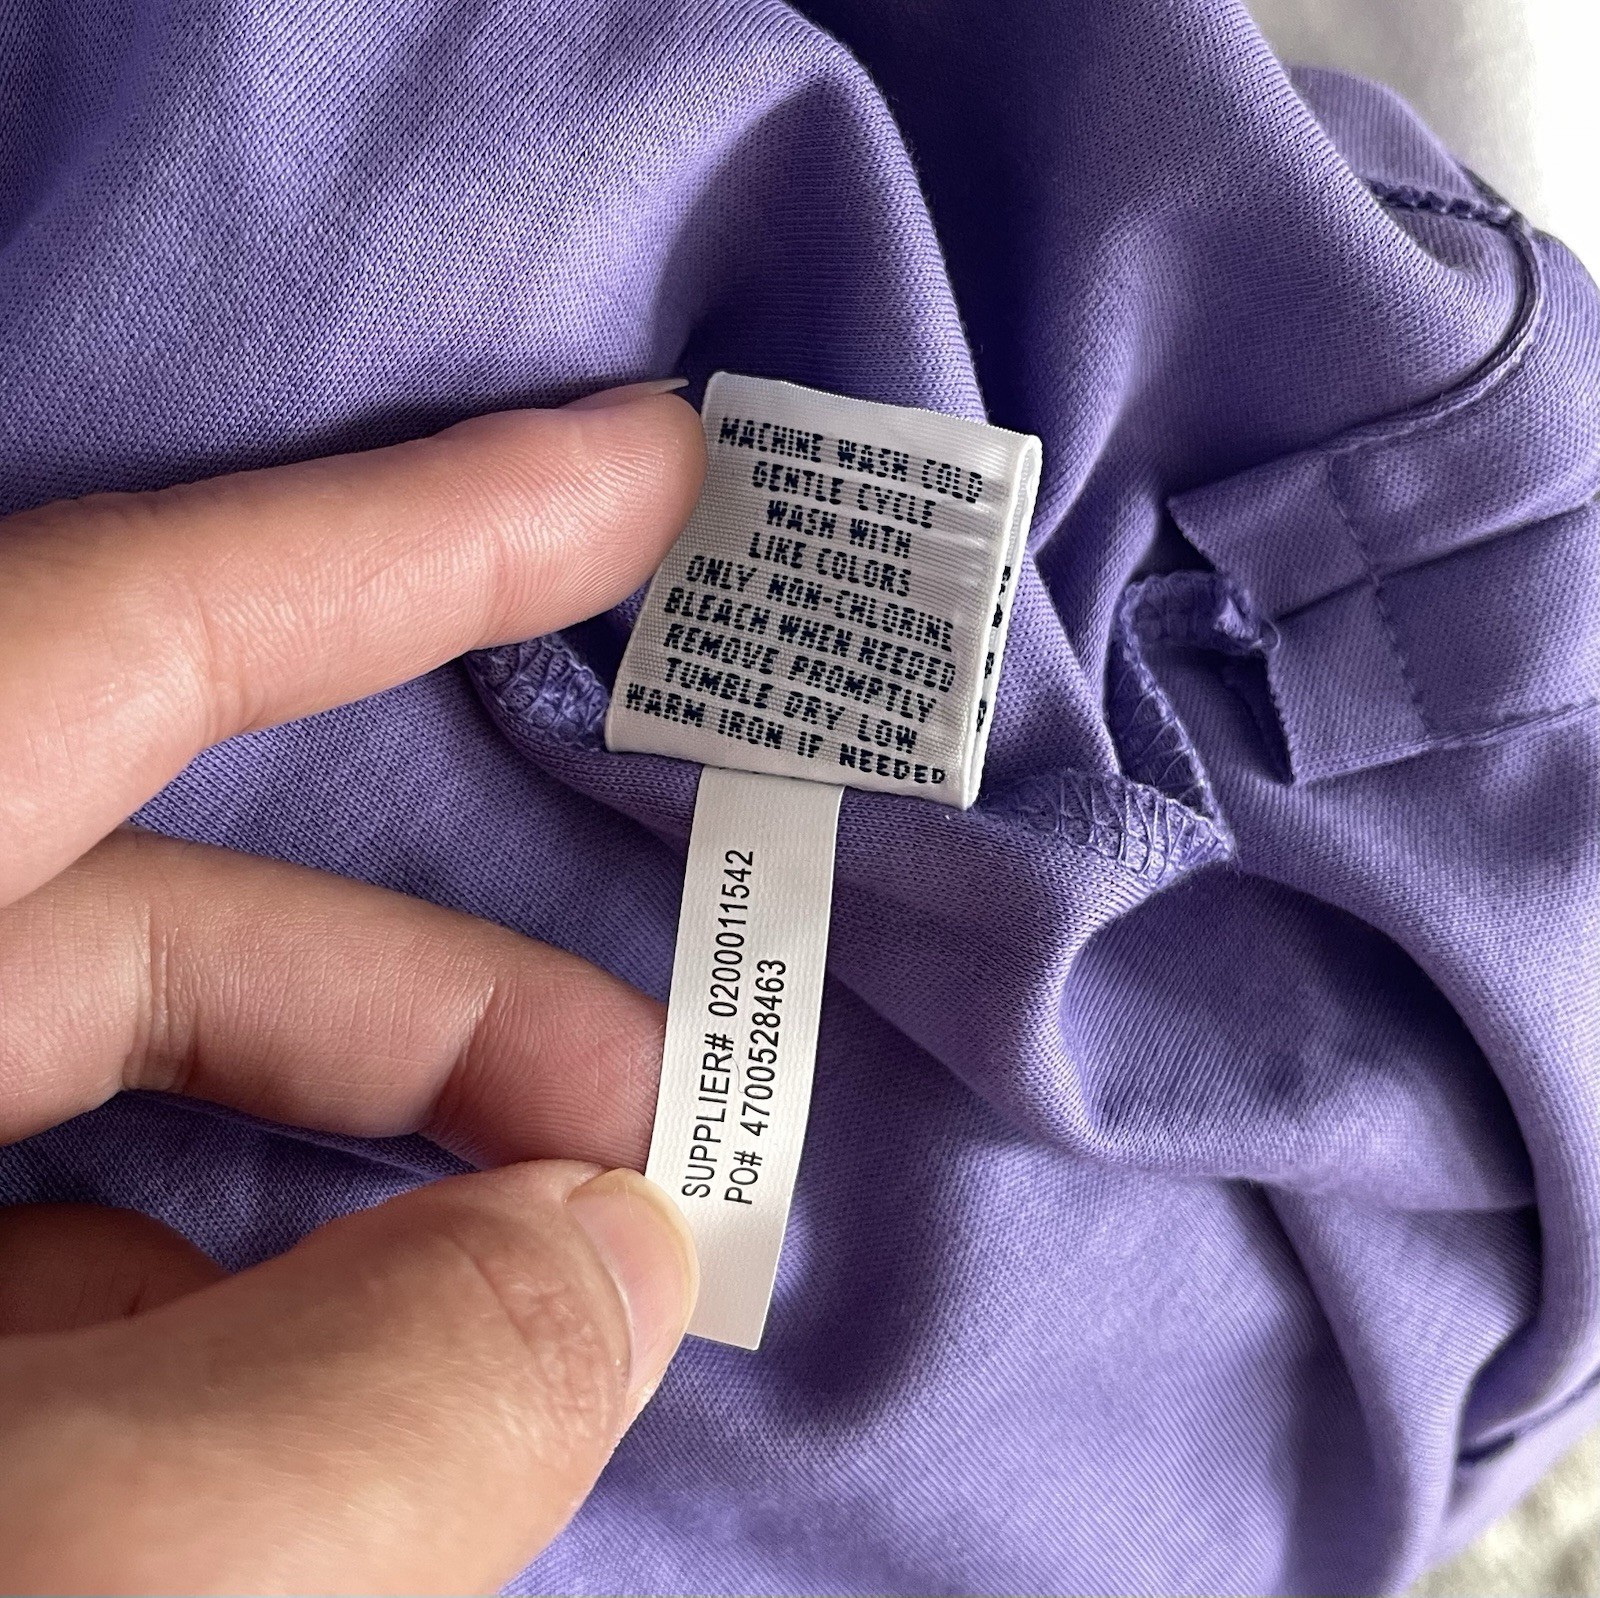 MACHINE WASH COLD
GENTLE CYCLE
WASH WITH
LIKE COLORS
ONLY NON-CHLORINE
BLEACH WHEN NEEDED
REMOVE PROMPTLY
TUMBLE DRY LOW
WARM IRON IF NEEDED
SUPPLIER# 0200011542
PO# 4700528463